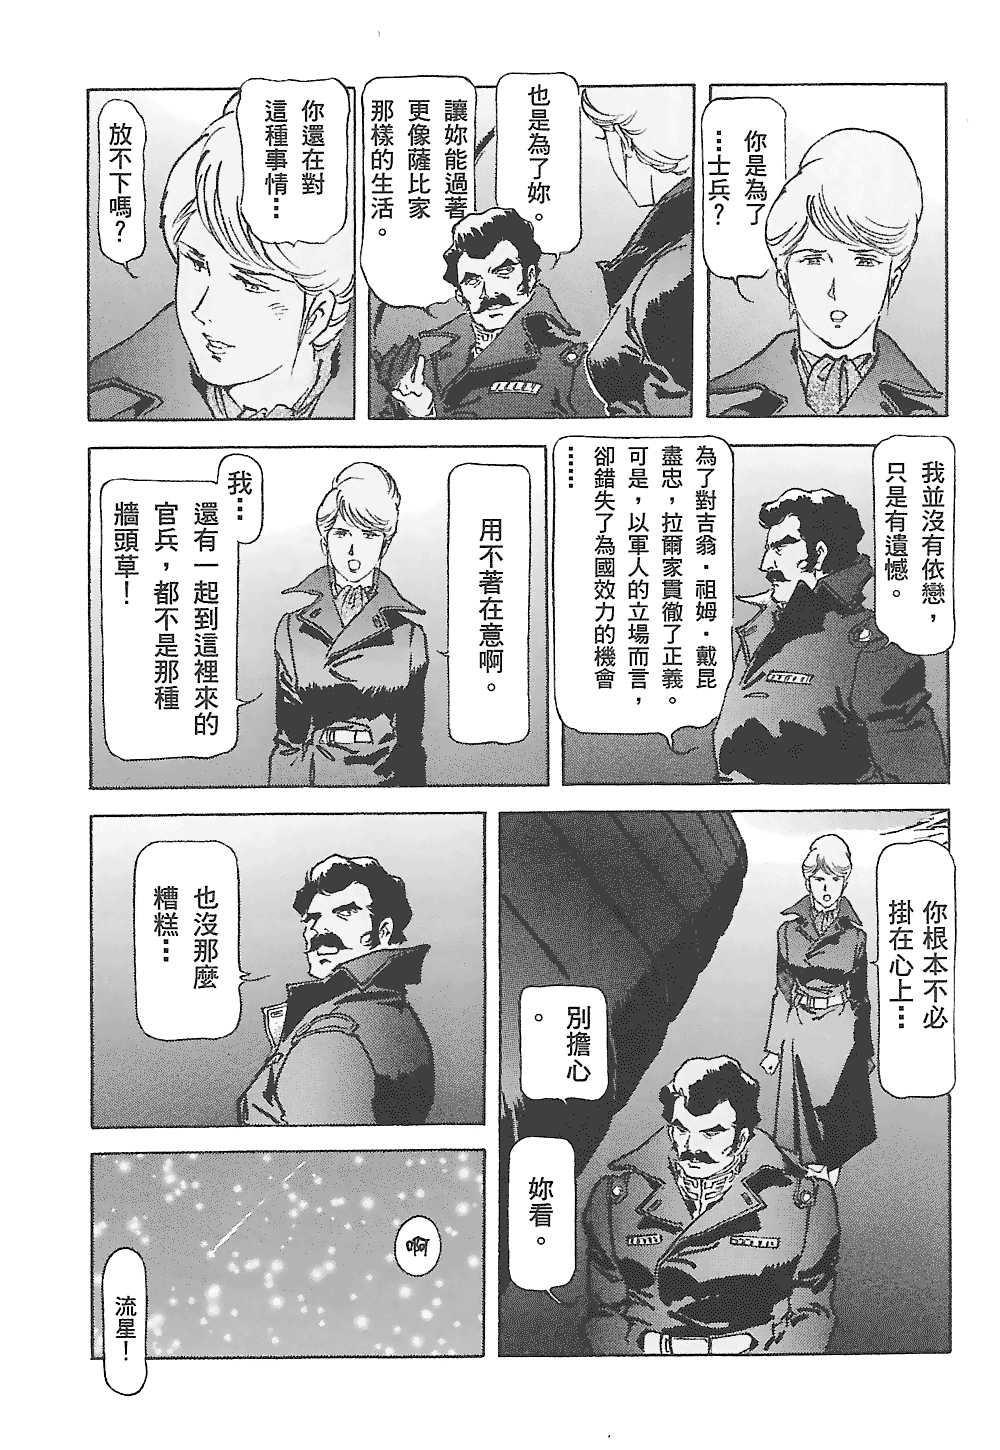 你是為了
⋯士兵？
也是為了妳。
讓妳能過著
更像薩比家
那樣的生活
。
你還在對
這種事情⋯
放不下嗎？
我並沒有依戀，
只是有遺憾。
為了對吉翁．祖姆．戴昆
盡忠，拉爾家貫徹了正義。
可是，以軍人的立場而言，
卻錯失了為國效力的機會
⋯⋯
用不著在意啊。
我⋯
還有一起到這裡來的
官兵，都不是那種
牆頭草！
你根本不必
掛在心上⋯
別擔心
。
妳看。
也沒那麼
糟糕⋯
啊
流星！